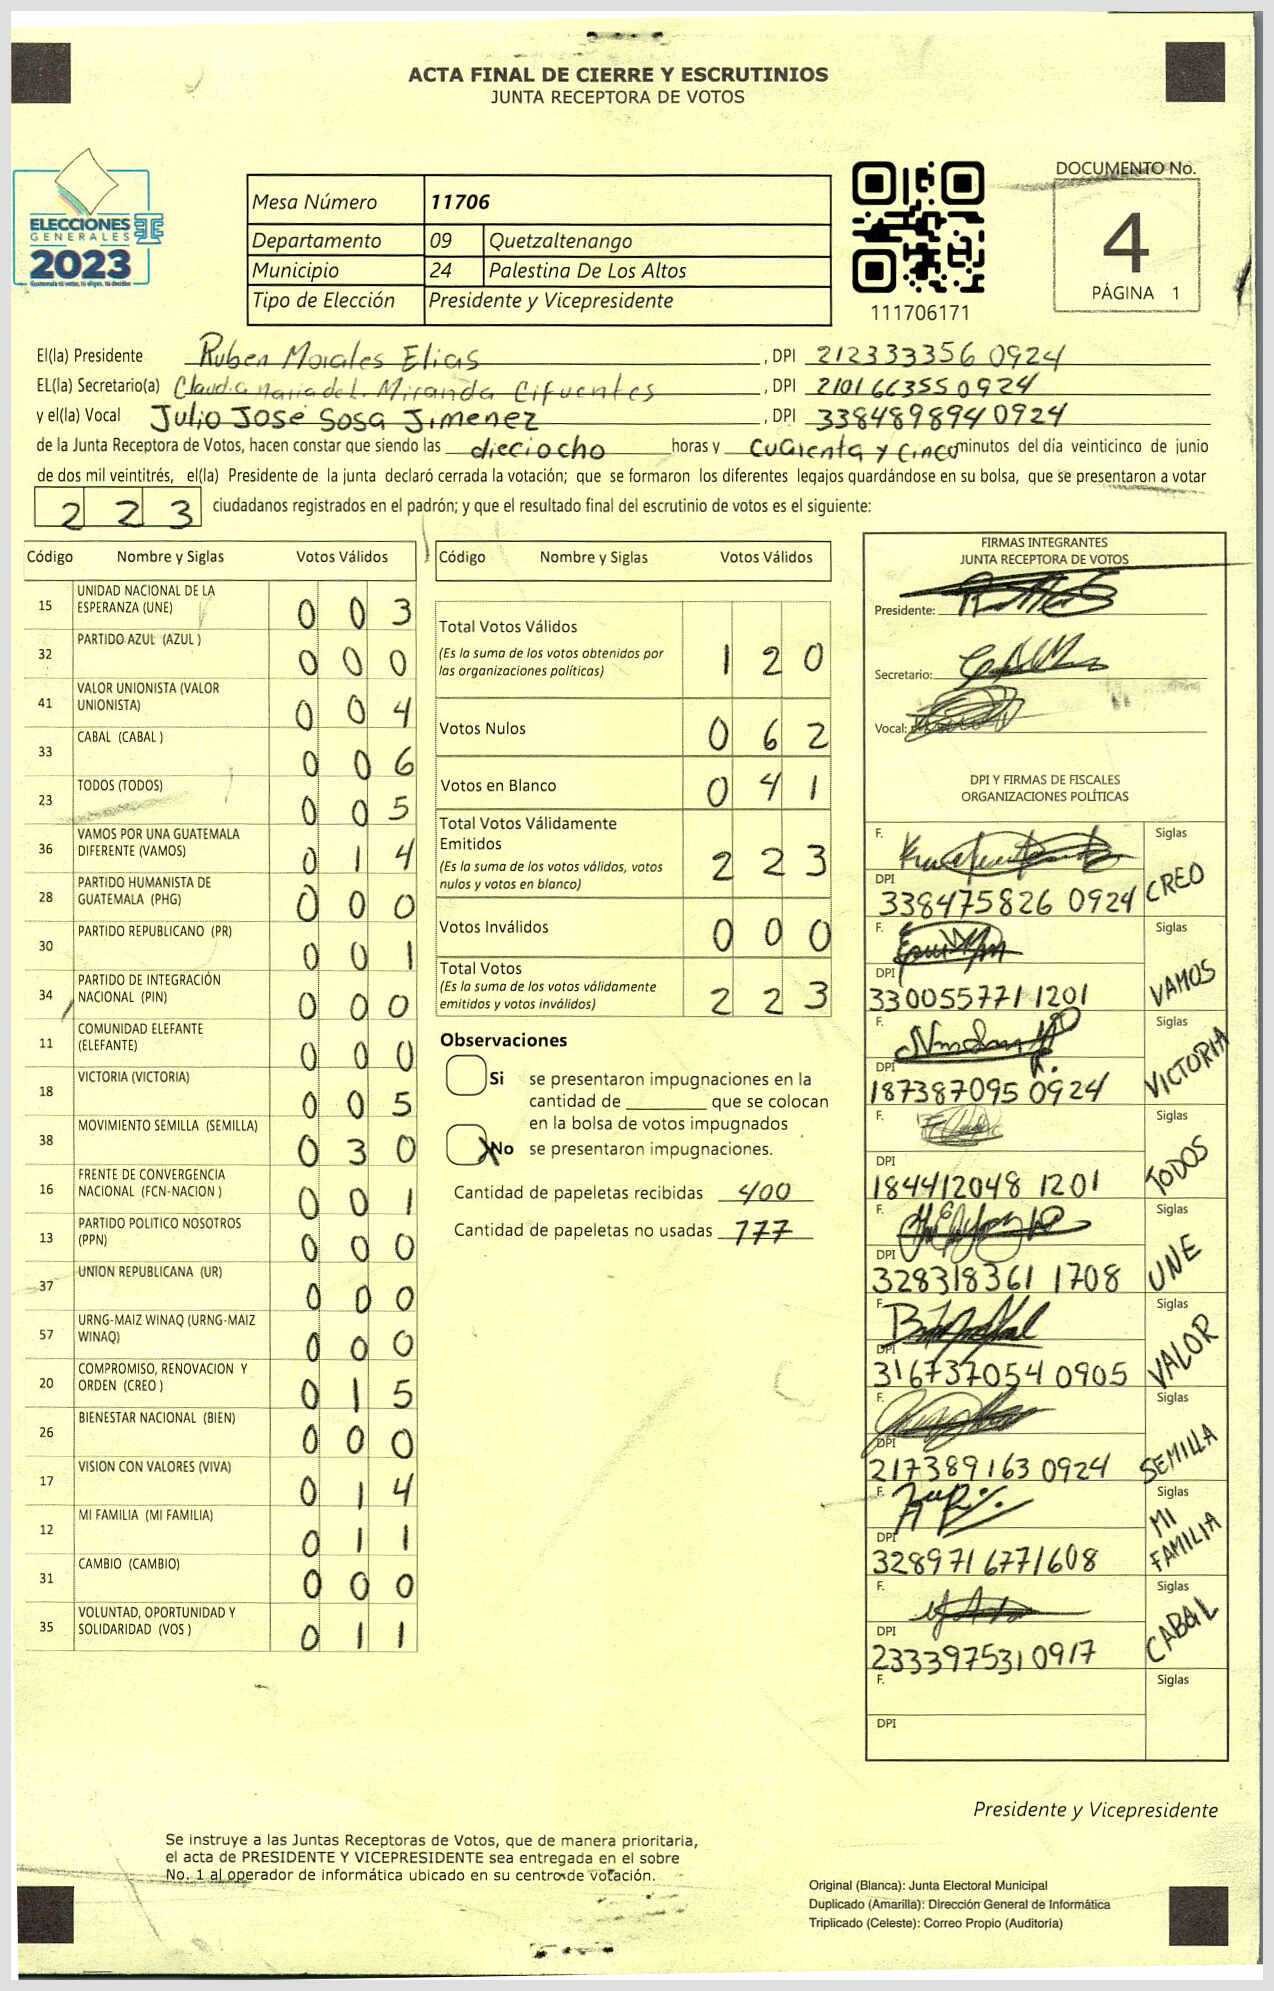 ACTA FINAL DE CIERRE Y ESCRUTINIOS
JUNTA RECEPTORA DE VOTOS
ELECCIONES
GENERALES
2023
Mesa Número 11706
Departamento 09 Quetzaltenango
Municipio 24 Palestina De Los Altos
Tipo de Elección Presidente y Vicepresidente
111706171
DOCUMENTO No.
4
PÁGINA 1
El(la) Presidente Ruben Morales Elias, DPI 212333356 0924
EL(la) Secretario(a) Claudia Maria del Miranda Cifuentes, DPI 210166355 0924
y el(la) Vocal Julio José Sosa Jimenez, DPI 338489894 0924
de la Junta Receptora de Votos, hacen constar que siendo las dieciocho horas y cuarenta y cinco minutos del día veinticinco de junio
de dos mil veintitrés, el(la) Presidente de la junta declaró cerrada la votación; que se formaron los diferentes legajos guardándose en su bolsa, que se presentaron a votar
2 2 3 ciudadanos registrados en el padrón; y que el resultado final del escrutinio de votos es el siguiente:
Código Nombre y Siglas Votos Válidos
15 UNIDAD NACIONAL DE LA ESPERANZA (UNE) 0 0 3
32 PARTIDO AZUL (AZUL ) 0 0 0
41 VALOR UNIONISTA (VALOR UNIONISTA) 0 0 4
33 CABAL (CABAL ) 0 0 6
23 TODOS (TODOS) 0 0 5
36 VAMOS POR UNA GUATEMALA DIFERENTE (VAMOS) 0 1 4
28 PARTIDO HUMANISTA DE GUATEMALA (PHG) 0 0 0
30 PARTIDO REPUBLICANO (PR) 0 0 1
34 PARTIDO DE INTEGRACIÓN NACIONAL (PIN) 0 0 0
11 COMUNIDAD ELEFANTE (ELEFANTE) 0 0 0
18 VICTORIA (VICTORIA) 0 0 5
38 MOVIMIENTO SEMILLA (SEMILLA) 0 3 0
16 FRENTE DE CONVERGENCIA NACIONAL (FCN-NACION ) 0 0 1
13 PARTIDO POLITICO NOSOTROS (PPN) 0 0 0
37 UNION REPUBLICANA (UR) 0 0 0
57 URNG-MAIZ WINAQ (URNG-MAIZ WINAQ) 0 0 0
20 COMPROMISO, RENOVACION Y ORDEN (CREO ) 0 1 5
26 BIENESTAR NACIONAL (BIEN) 0 0 0
17 VISION CON VALORES (VIVA) 0 1 4
12 MI FAMILIA (MI FAMILIA) 0 1 1
31 CAMBIO (CAMBIO) 0 0 0
35 VOLUNTAD, OPORTUNIDAD Y SOLIDARIDAD (VOS ) 0 1 1
Código Nombre y Siglas Votos Válidos
Total Votos Válidos 1 2 0
(Es la suma de los votos obtenidos por
las organizaciones políticas)
Votos Nulos 0 6 2
Votos en Blanco 0 4 1
Total Votos Válidamente
Emitidos 2 2 3
(Es la suma de los votos válidos, votos
nulos y votos en blanco)
Votos Inválidos 0 0 0
Total Votos 2 2 3
(Es la suma de los votos válidamente
emitidos y votos inválidos)
Observaciones
Si se presentaron impugnaciones en la
cantidad de ________ que se colocan
en la bolsa de votos impugnados
X No se presentaron impugnaciones.
Cantidad de papeletas recibidas 400
Cantidad de papeletas no usadas 177
FIRMAS INTEGRANTES
JUNTA RECEPTORA DE VOTOS
Presidente:
Secretario:
Vocal:
DPI Y FIRMAS DE FISCALES
ORGANIZACIONES POLÍTICAS
F. Siglas
DPI 338475826 0924 CREO
F. Siglas
DPI 330055771 1201 VAMOS
F. Siglas
DPI 187387095 0924 VICTORIA
F. Siglas
DPI 184412048 1201 TODOS
F. Siglas
DPI 328318361 1708 UNE
F. Siglas
DPI 316737054 0905 VALOR
F. Siglas
DPI 217389163 0924 SEMILLA
F. Siglas
DPI 3289716771608 MI FAMILIA
F. Siglas
DPI 2333975310917 CABAL
F. Siglas
DPI
Presidente y Vicepresidente
Se instruye a las Juntas Receptoras de Votos, que de manera prioritaria,
el acta de PRESIDENTE Y VICEPRESIDENTE sea entregada en el sobre
No. 1 al operador de informática ubicado en su centro de votación.
Original (Blanca): Junta Electoral Municipal
Duplicado (Amarilla): Dirección General de Informática
Triplicado (Celeste): Correo Propio (Auditoría)